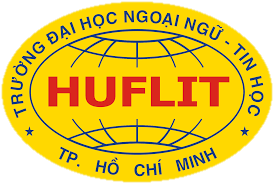 TRƯỜNG ĐẠI HỌC NGOẠI NGỮ - TIN HỌC
HUFLIT
TP. HỒ CHÍ MINH